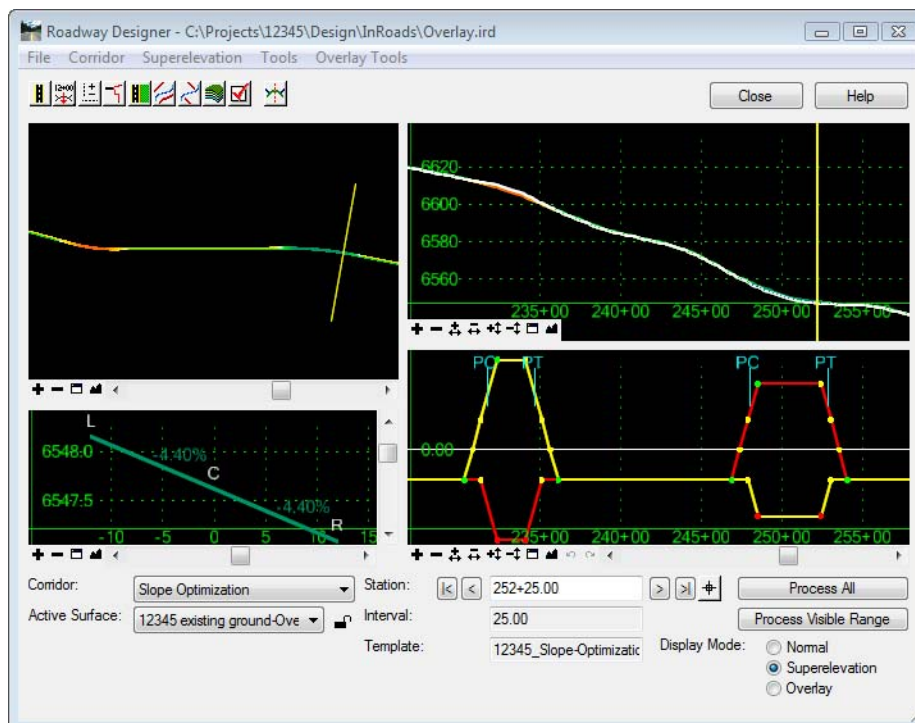 Roadway Designer - C:\Projects\12345\Design\InRoads\Overlay.ird
File Corridor Superelevation Tools Overlay Tools
12+00
Close Help
6620
6600
6580
6560
235+00 240+00 245+00 250+00 255+00
L
6548.0
-4.40%
C
6547.5
-4.40%
R
-10 -5 0 5 10 15
PC PT PC PT
0.00
235+00 240+00 245+00 250+00 255+00
Corridor: Slope Optimization
Station: 252+25.00
Process All
Active Surface: 12345 existing ground-Ove
Interval: 25.00
Process Visible Range
Template: 12345_Slope-Optimizatic
Display Mode: Normal
Superelevation
Overlay